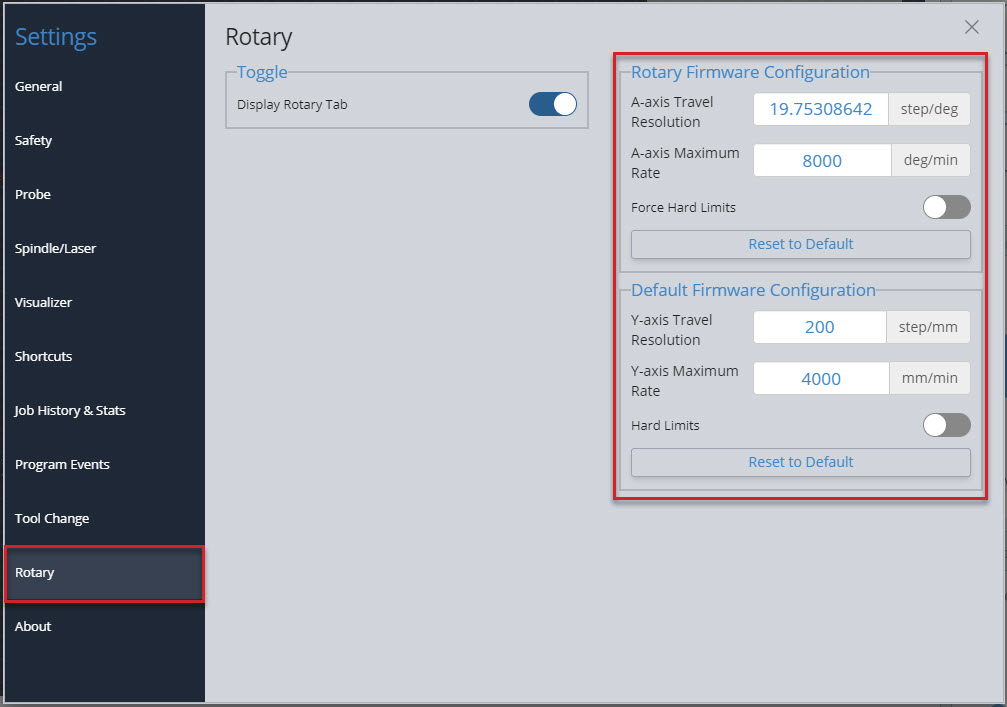 Settings
General
Safety
Probe
Spindle/Laser
Visualizer
Shortcuts
Job History & Stats
Program Events
Tool Change
Rotary
About
Rotary
Toggle
Display Rotary Tab
Rotary Firmware Configuration
A-axis Travel
Resolution
19.75308642 step/deg
A-axis Maximum
Rate
8000 deg/min
Force Hard Limits
Reset to Default
Default Firmware Configuration
Y-axis Travel
Resolution
200 step/mm
Y-axis Maximum
Rate
4000 mm/min
Hard Limits
Reset to Default